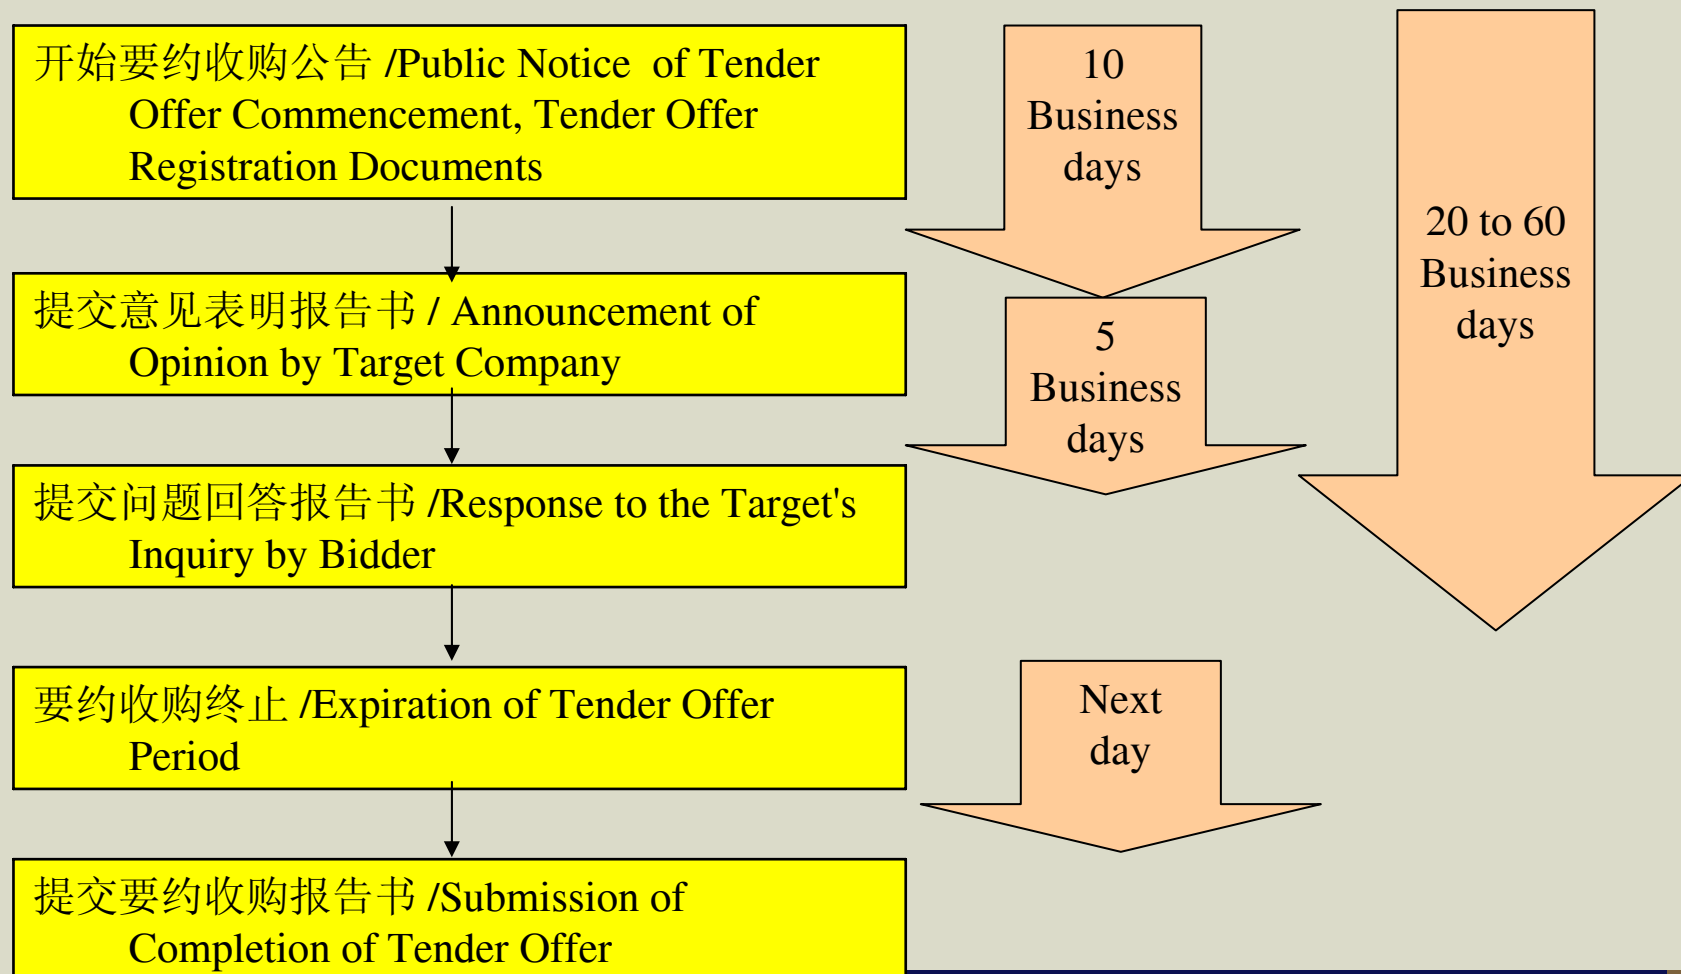 开始要约收购公告 /Public Notice of Tender
Offer Commencement, Tender Offer
Registration Documents
10
Business
days
20 to 60
Business
days
提交意见表明报告书 / Announcement of
Opinion by Target Company
5
Business
days
提交问题回答报告书 /Response to the Target's
Inquiry by Bidder
要约收购终止 /Expiration of Tender Offer
Period
Next
day
提交要约收购报告书 /Submission of
Completion of Tender Offer